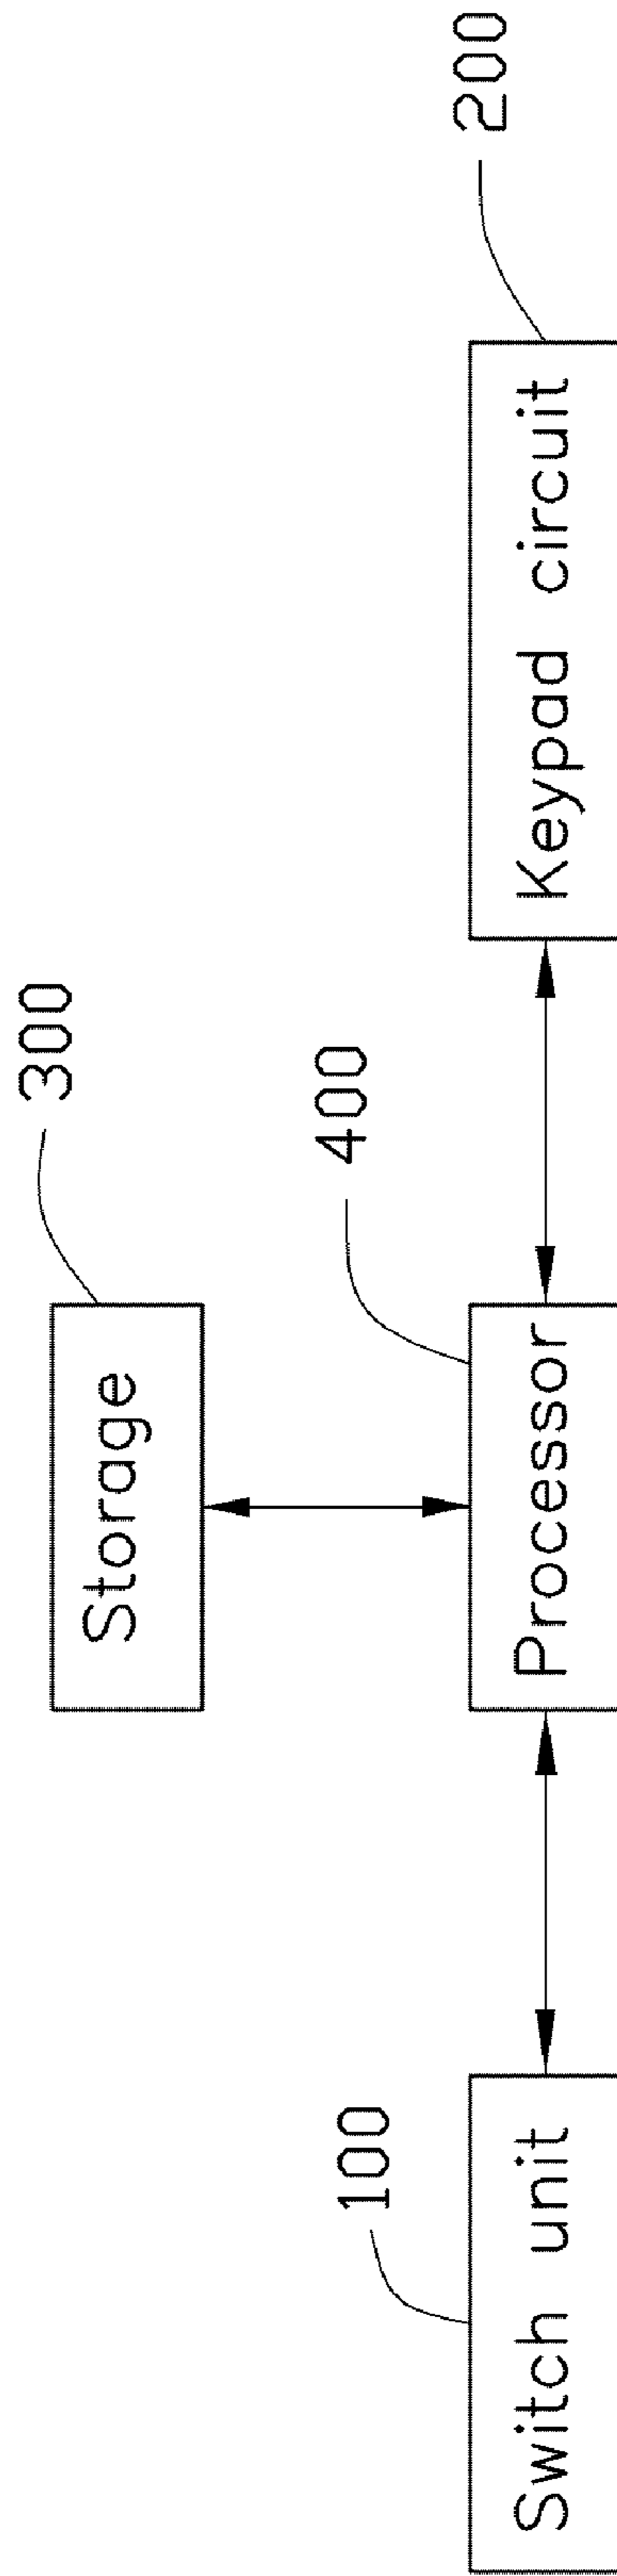 300
Storage
400
200
100
Switch unit
Processor
Keypad circuit